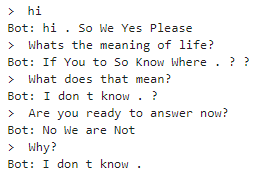 > hi
Bot: hi . So We Yes Please
> Whats the meaning of life?
Bot: If You to So Know Where . ? ?
> What does that mean?
Bot: I don t know . ?
> Are you ready to answer now?
Bot: No We are Not
> Why?
Bot: I don t know .